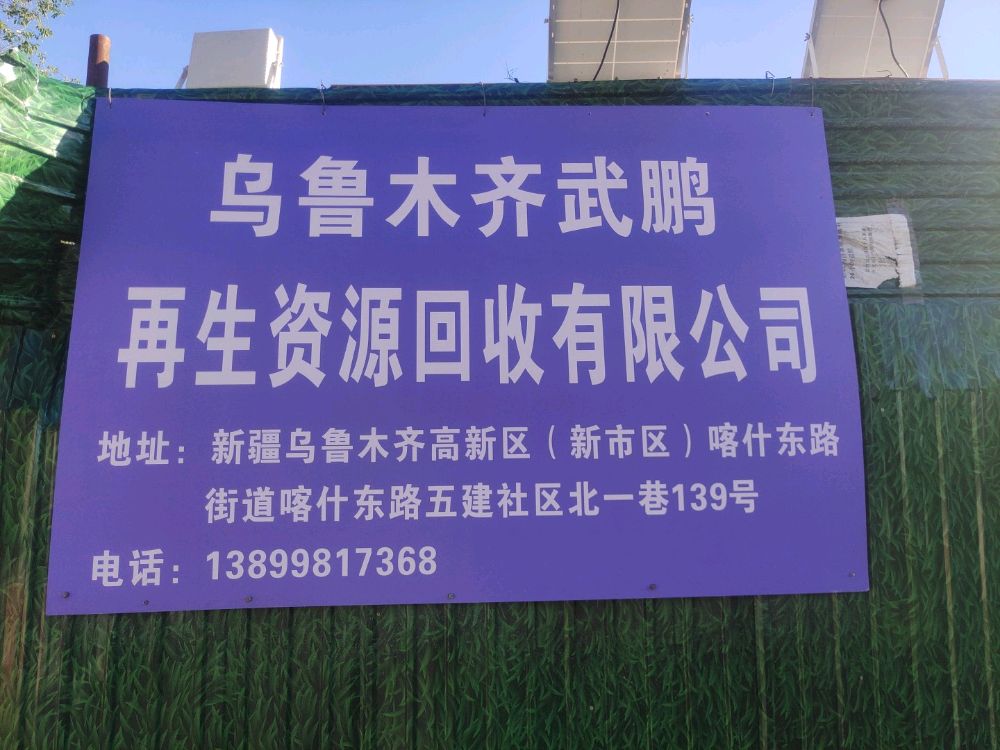 乌鲁木齐武鹏
再生资源回收有限公司
地址：新疆乌鲁木齐高新区（新市区）喀什东路
街道喀什东路五建社区北一巷139号
电话：13899817368